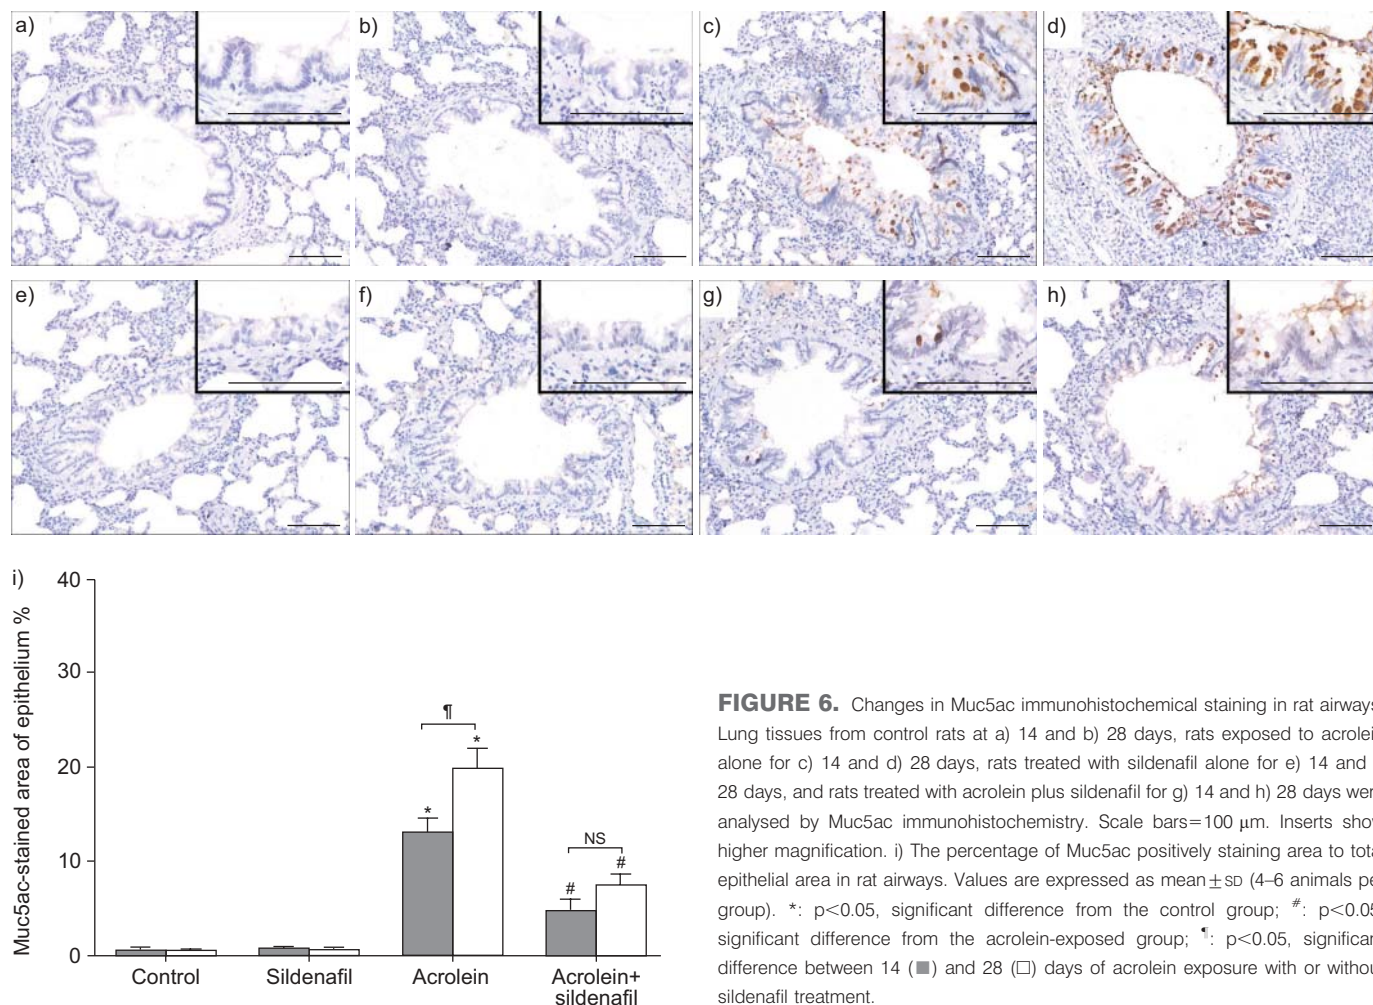 a)
b)
c)
d)
e)
f)
g)
h)
i)
Muc5ac-stained area of epithelium %
40
30
20
10
0
¶
*
*
NS
#
#
Control
Sildenafil
Acrolein
Acrolein+
sildenafil
FIGURE 6. Changes in Muc5ac immunohistochemical staining in rat airways
Lung tissues from control rats at a) 14 and b) 28 days, rats exposed to acrolei
alone for c) 14 and d) 28 days, rats treated with sildenafil alone for e) 14 and
28 days, and rats treated with acrolein plus sildenafil for g) 14 and h) 28 days wer
analysed by Muc5ac immunohistochemistry. Scale bars=100 μm. Inserts show
higher magnification. i) The percentage of Muc5ac positively staining area to tota
epithelial area in rat airways. Values are expressed as mean±SD (4–6 animals pe
group). *: p<0.05, significant difference from the control group; #: p<0.05
significant difference from the acrolein-exposed group; ¶: p<0.05, significan
difference between 14 (■) and 28 (□) days of acrolein exposure with or withou
sildenafil treatment.